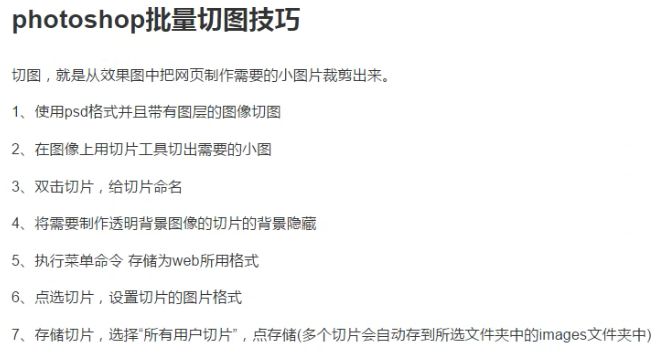 photoshop批量切图技巧
切图，就是从效果图中把网页制作需要的小图片裁剪出来。
1、使用psd格式并且带有图层的图像切图
2、在图像上用切片工具切出需要的小图
3、双击切片，给切片命名
4、将需要制作透明背景图像的切片的背景隐藏
5、执行菜单命令 存储为web所用格式
6、点选切片，设置切片的图片格式
7、存储切片，选择“所有用户切片”，点存储(多个切片会自动存到所选文件夹中的images文件夹中)